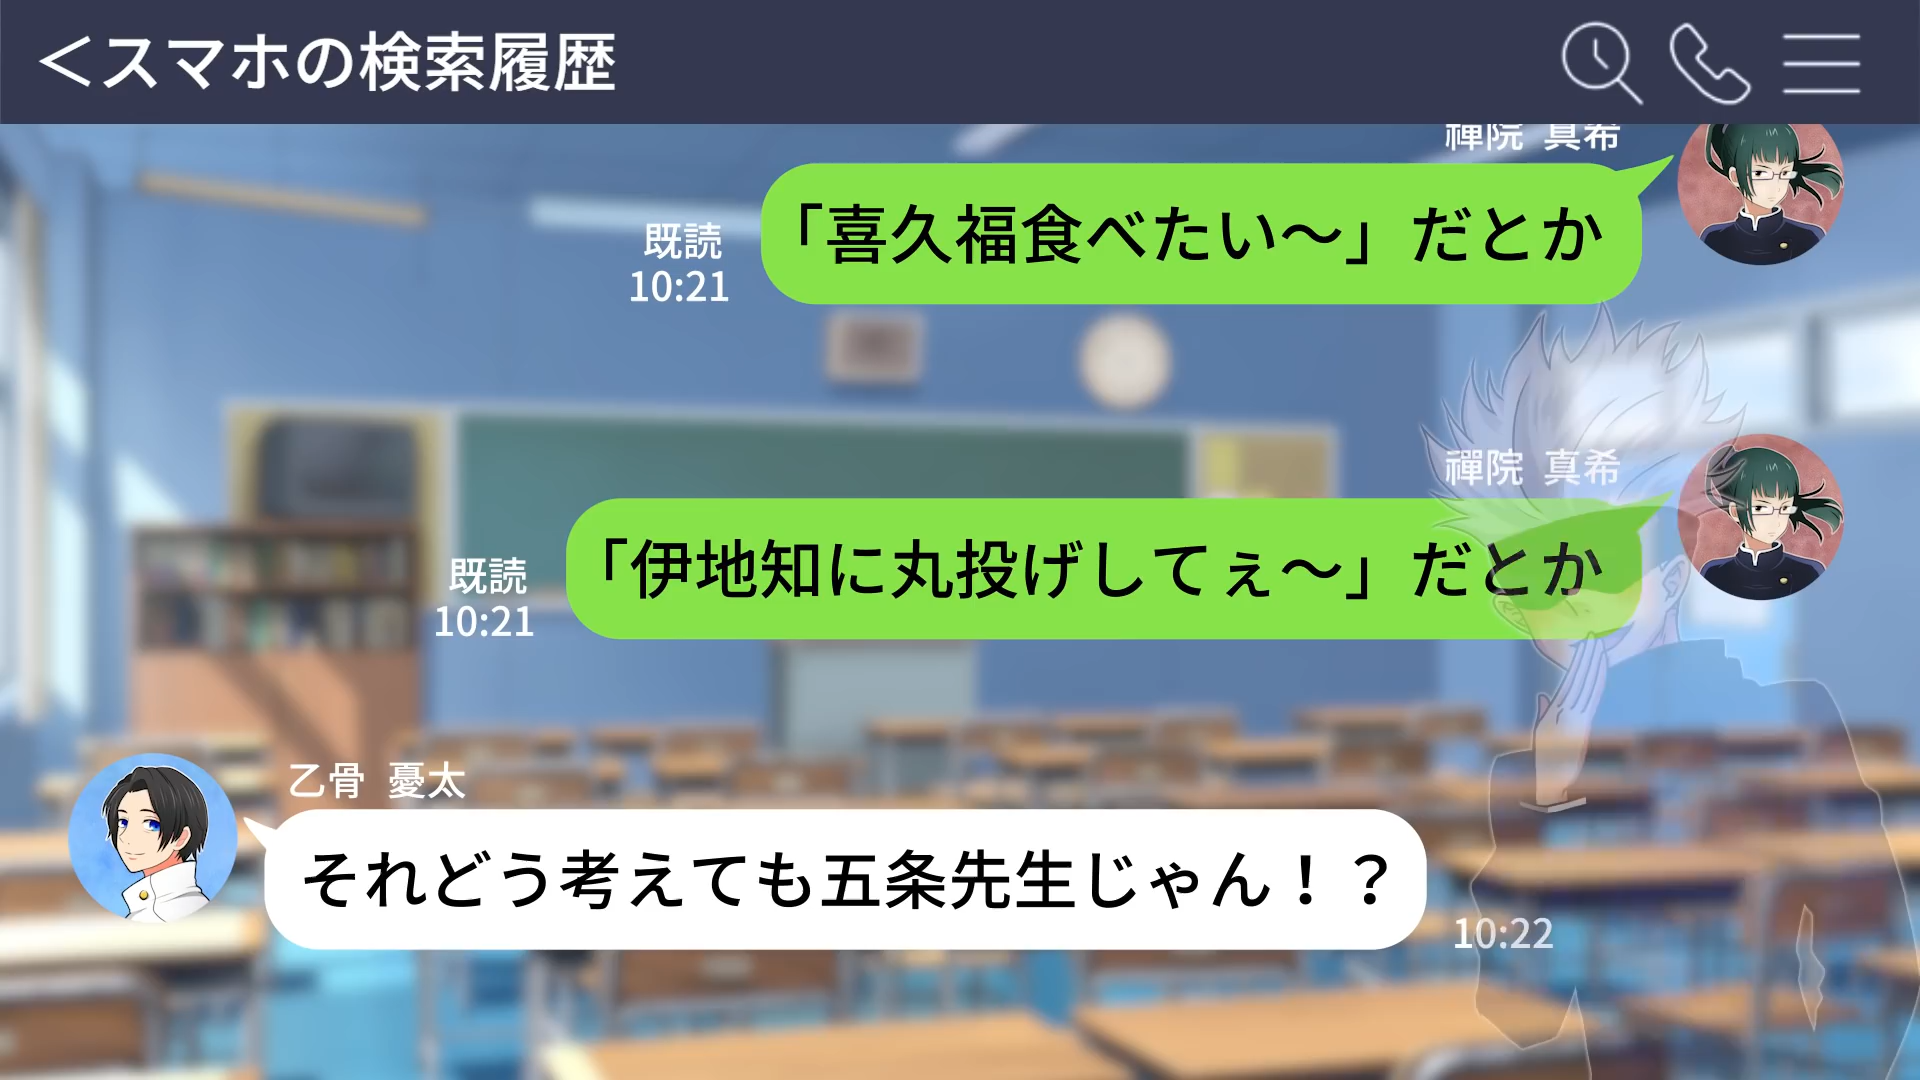 ＜スマホの検索履歴
禪院 真希
「喜久福食べたい～」だとか
既読
10:21
禪院 真希
「伊地知に丸投げしてぇ～」だとか
既読
10:21
乙骨 憂太
それどう考えても五条先生じゃん！？
10:22